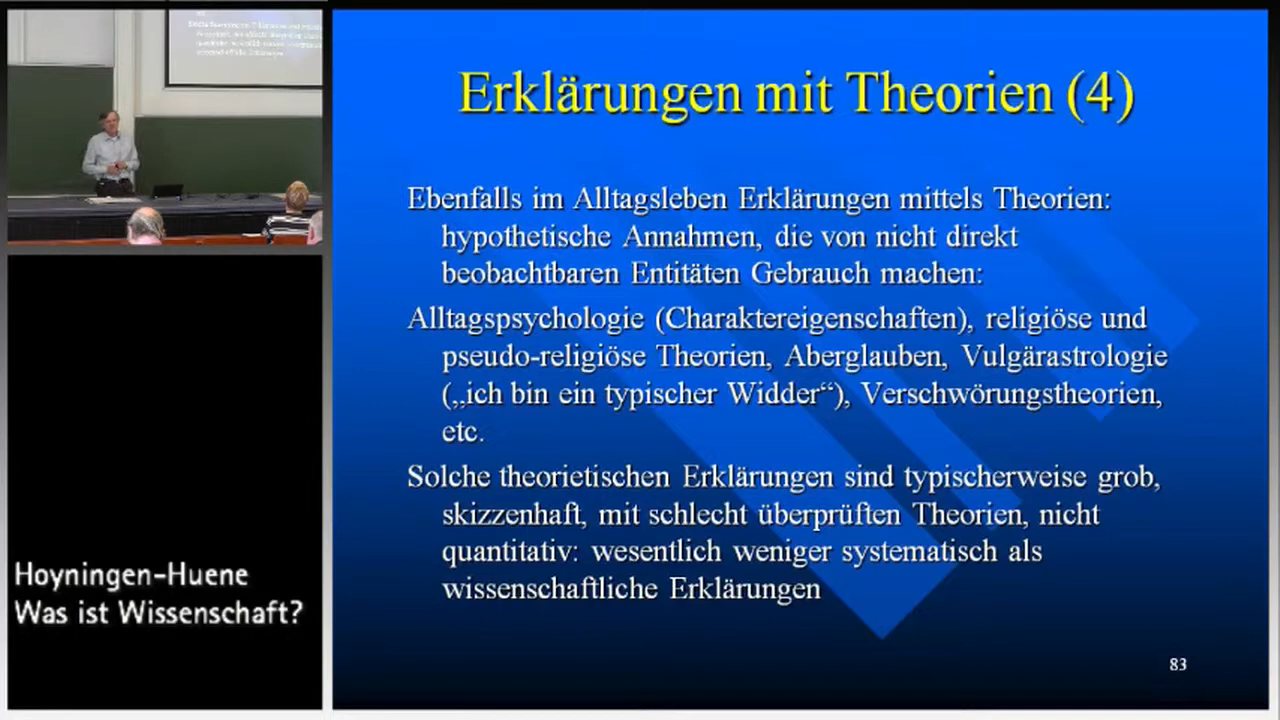 Erklärungen mit Theorien (4)
Ebenfalls im Alltagsleben Erklärungen mittels Theorien:
hypothetische Annahmen, die von nicht direkt
beobachtbaren Entitäten Gebrauch machen:
Alltagspsychologie (Charaktereigenschaften), religiöse und
pseudo-religiöse Theorien, Aberglauben, Vulgärastrologie
(„ich bin ein typischer Widder“), Verschwörungstheorien,
etc.
Solche theorietischen Erklärungen sind typischerweise grob,
skizzenhaft, mit schlecht überprüften Theorien, nicht
quantitativ: wesentlich weniger systematisch als
wissenschaftliche Erklärungen
83
Hoyningen-Huene
Was ist Wissenschaft?